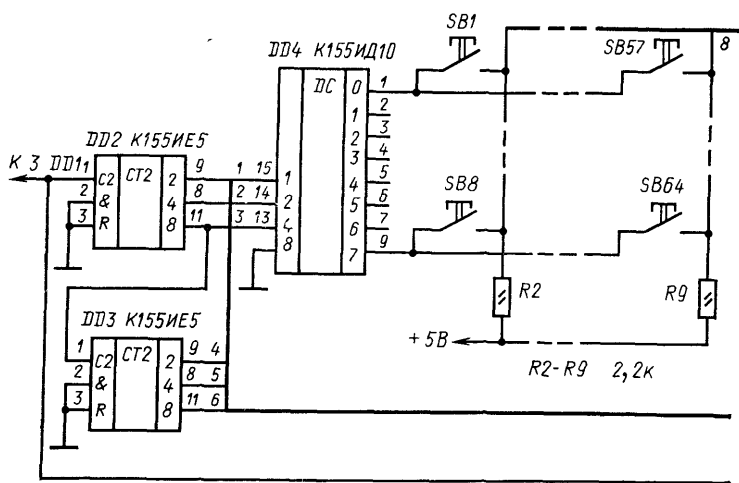 SB1
DD4 К155ИД10
SB57
8
DC
0 1
1 2
2 3
3 4
4 5
5 6
6 7
7 9
DD2 К155ИЕ5
К 3 DD1
1 C2 CT2 2 9 1 15 1
2 & 4 8 2 14 2
3 R 8 11 3 13 4
8
SB8
SB64
R2
R9
DD3 К155ИЕ5
+5В
1 C2 CT2 2 9 4
2 & 4 8 5
3 R 8 11 6
R2-R9 2,2к